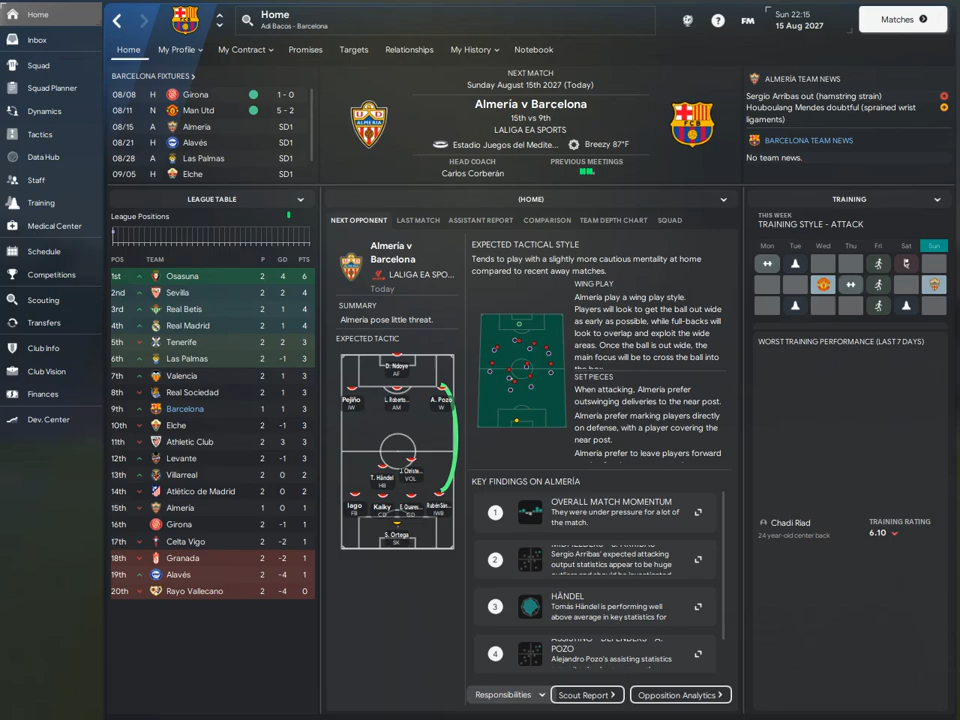 Home
Inbox
Squad
Squad Planner
Dynamics
Tactics
Data Hub
Staff
Training
Medical Center
Schedule
Competitions
Scouting
Transfers
Club Info
Club Vision
Finances
Dev. Center
Home
Adi Bacos - Barcelona
FM
Sun 22:15
15 Aug 2027
Matches
Home
My Profile
My Contract
Promises
Targets
Relationships
My History
Notebook
BARCELONA FIXTURES
08/08 H Girona 1 - 0
08/11 N Man Utd 5 - 2
08/15 A Almería SD1
08/21 H Alavés SD1
08/28 A Las Palmas SD1
09/05 H Elche SD1
NEXT MATCH
Sunday August 15th 2027 (Today)
Almería v Barcelona
15th vs 9th
LALIGA EA SPORTS
Estadio Juegos del Medite...
Breezy 87°F
HEAD COACH
Carlos Corberán
PREVIOUS MEETINGS
ALMERÍA TEAM NEWS
Sergio Arribas out (hamstring strain)
Houboulang Mendes doubtful (sprained wrist
ligaments)
BARCELONA TEAM NEWS
No team news.
LEAGUE TABLE
League Positions
POS TEAM P GD PTS
1st Osasuna 2 4 6
2nd Sevilla 2 2 4
3rd Real Betis 2 1 4
4th Real Madrid 2 1 4
5th Tenerife 2 2 3
6th Las Palmas 2 -1 3
7th Valencia 2 1 3
8th Real Sociedad 2 1 3
9th Barcelona 1 1 3
10th Elche 2 -1 3
11th Athletic Club 2 3 3
12th Levante 2 -1 3
13th Villarreal 2 0 2
14th Atlético de Madrid 2 0 2
15th Almería 1 0 1
16th Girona 2 -1 1
17th Celta Vigo 2 -2 1
18th Granada 2 -2 1
19th Alavés 2 -4 1
20th Rayo Vallecano 2 -4 0
(HOME)
NEXT OPPONENT
LAST MATCH
ASSISTANT REPORT
COMPARISON
TEAM DEPTH CHART
SQUAD
Almería v
Barcelona
LALIGA EA SPO...
Today
SUMMARY
Almería pose little threat.
EXPECTED TACTIC
D. Ndoye
AF
Pejiño
IW
AM
A. Pozo
W
T. Händel
HB
J. Christe...
VOL
Iago
FB
Kaiky
CD
Rubén Sán...
IWB
S. Ortega
SK
EXPECTED TACTICAL STYLE
Tends to play with a slightly more cautious mentality at home
compared to recent away matches.
WING PLAY
Almería play a wing play style.
Players will look to get the ball out wide
as early as possible, while full-backs will
look to overlap and exploit the wide
areas. Once the ball is out wide, the
main focus will be to cross the ball into
the box
SET PIECES
When attacking, Almería prefer
outswinging deliveries to the near post.
Almería prefer marking players directly
on defense, with a player covering the
near post.
Almería prefer to leave players forward
KEY FINDINGS ON ALMERÍA
1
OVERALL MATCH MOMENTUM
They were under pressure for a lot of
the match.
2
Sergio Arribas' expected attacking
output statistics appear to be huge
outliers and should be investigated
3
HÄNDEL
Tomás Händel is performing well
above average in key statistics for
4
ASSISTING - DEFENDERS - A.
POZO
Alejandro Pozo's assisting statistics
Responsibilities
Scout Report
Opposition Analytics
TRAINING
THIS WEEK
TRAINING STYLE - ATTACK
Mon Tue Wed Thu Fri Sat Sun
WORST TRAINING PERFORMANCE (LAST 7 DAYS)
Chadi Riad
24 year-old center back
TRAINING RATING
6.10